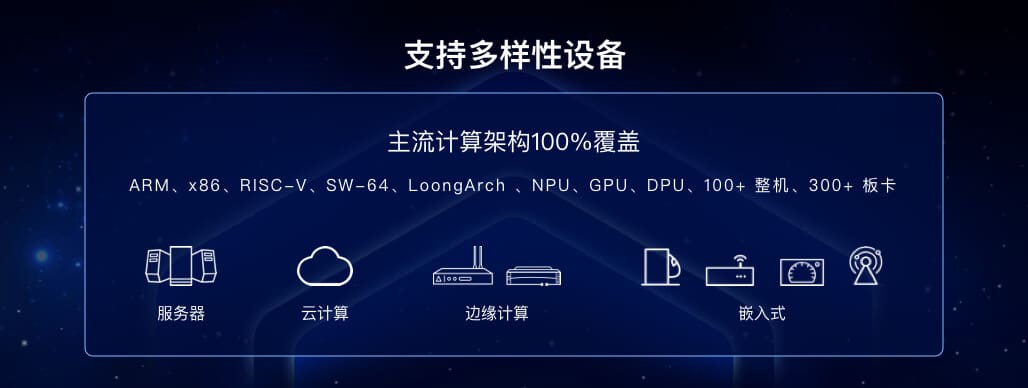 支持多样性设备
主流计算架构100%覆盖
ARM、x86、RISC-V、SW-64、LoongArch 、NPU、GPU、DPU、100+ 整机、300+ 板卡
服务器
云计算
边缘计算
嵌入式